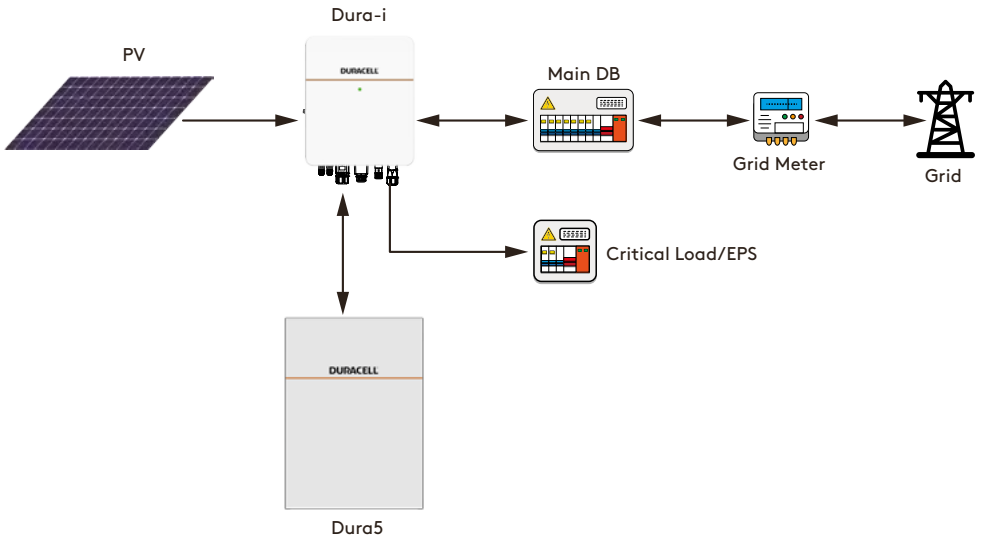 Dura-i
PV
DURACELL
Main DB
Grid Meter
Grid
Critical Load/EPS
DURACELL
Dura5